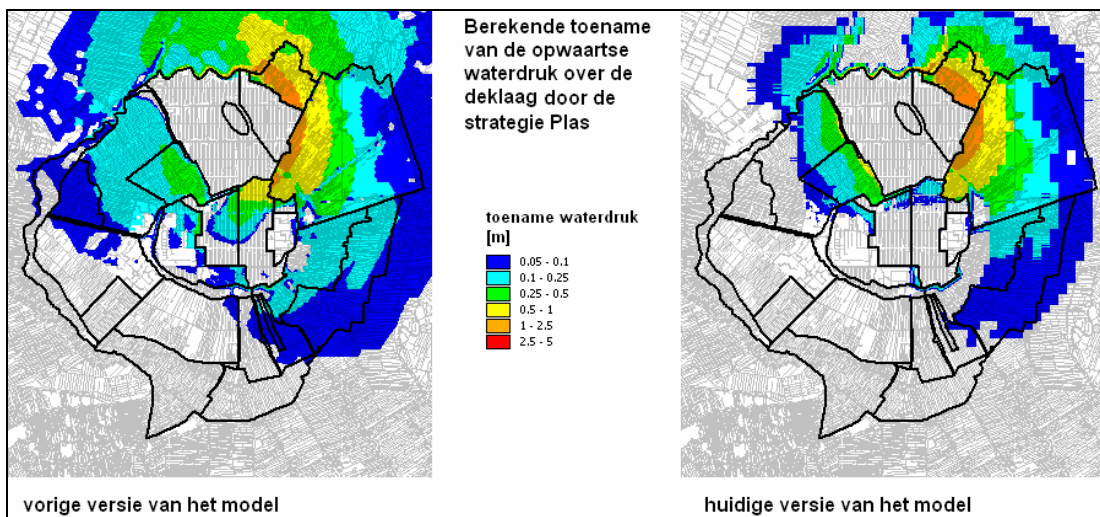 Berekende toename
van de opwaartse
waterdruk over de
deklaag door de
strategie Plas
toename waterdruk
[m]
0.05 - 0.1
0.1 - 0.25
0.25 - 0.5
0.5 - 1
1 - 2.5
2.5 - 5
vorige versie van het model
huidige versie van het model